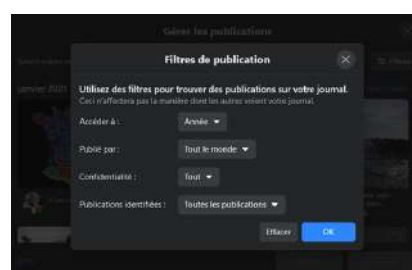 Gérer les publications
Filtres de publication
janvier 2021
Utilisez des filtres pour trouver des publications sur votre journal.
Ceci n'affectera pas la manière dont les autres voient votre journal.
Accéder à :
Année
Publié par :
Tout le monde
Confidentialité :
Tout
Publications identifiées :
Toutes les publications
Effacer
OK